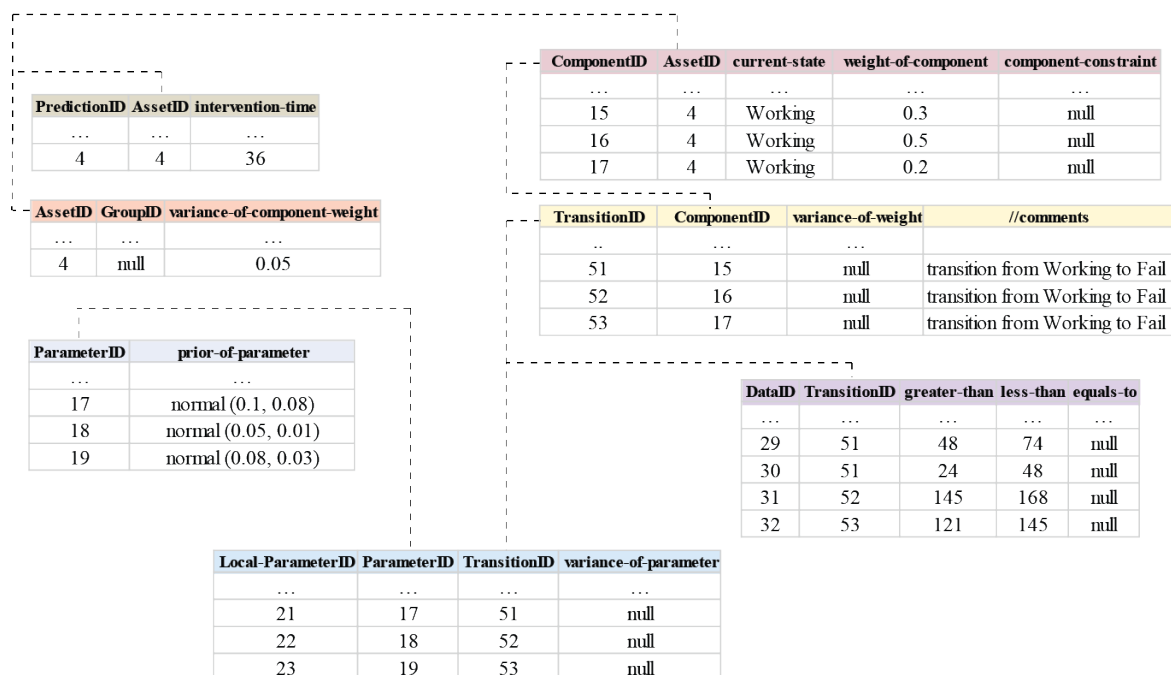 PredictionID AssetID intervention-time
... ... ...
4 4 36
AssetID GroupID variance-of-component-weight
... ... ...
4 null 0.05
ParameterID prior-of-parameter
... ...
17 normal (0.1, 0.08)
18 normal (0.05, 0.01)
19 normal (0.08, 0.03)
ComponentID AssetID current-state weight-of-component component-constraint
... ... ... ...
15 4 Working 0.3 null
16 4 Working 0.5 null
17 4 Working 0.2 null
TransitionID ComponentID variance-of-weight //comments
.. ... ...
51 15 null transition from Working to Fail
52 16 null transition from Working to Fail
53 17 null transition from Working to Fail
DataID TransitionID greater-than less-than equals-to
... ... ... ... ...
29 51 48 74 null
30 51 24 48 null
31 52 145 168 null
32 53 121 145 null
Local-ParameterID ParameterID TransitionID variance-of-parameter
... ... ... ...
21 17 51 null
22 18 52 null
23 19 53 null